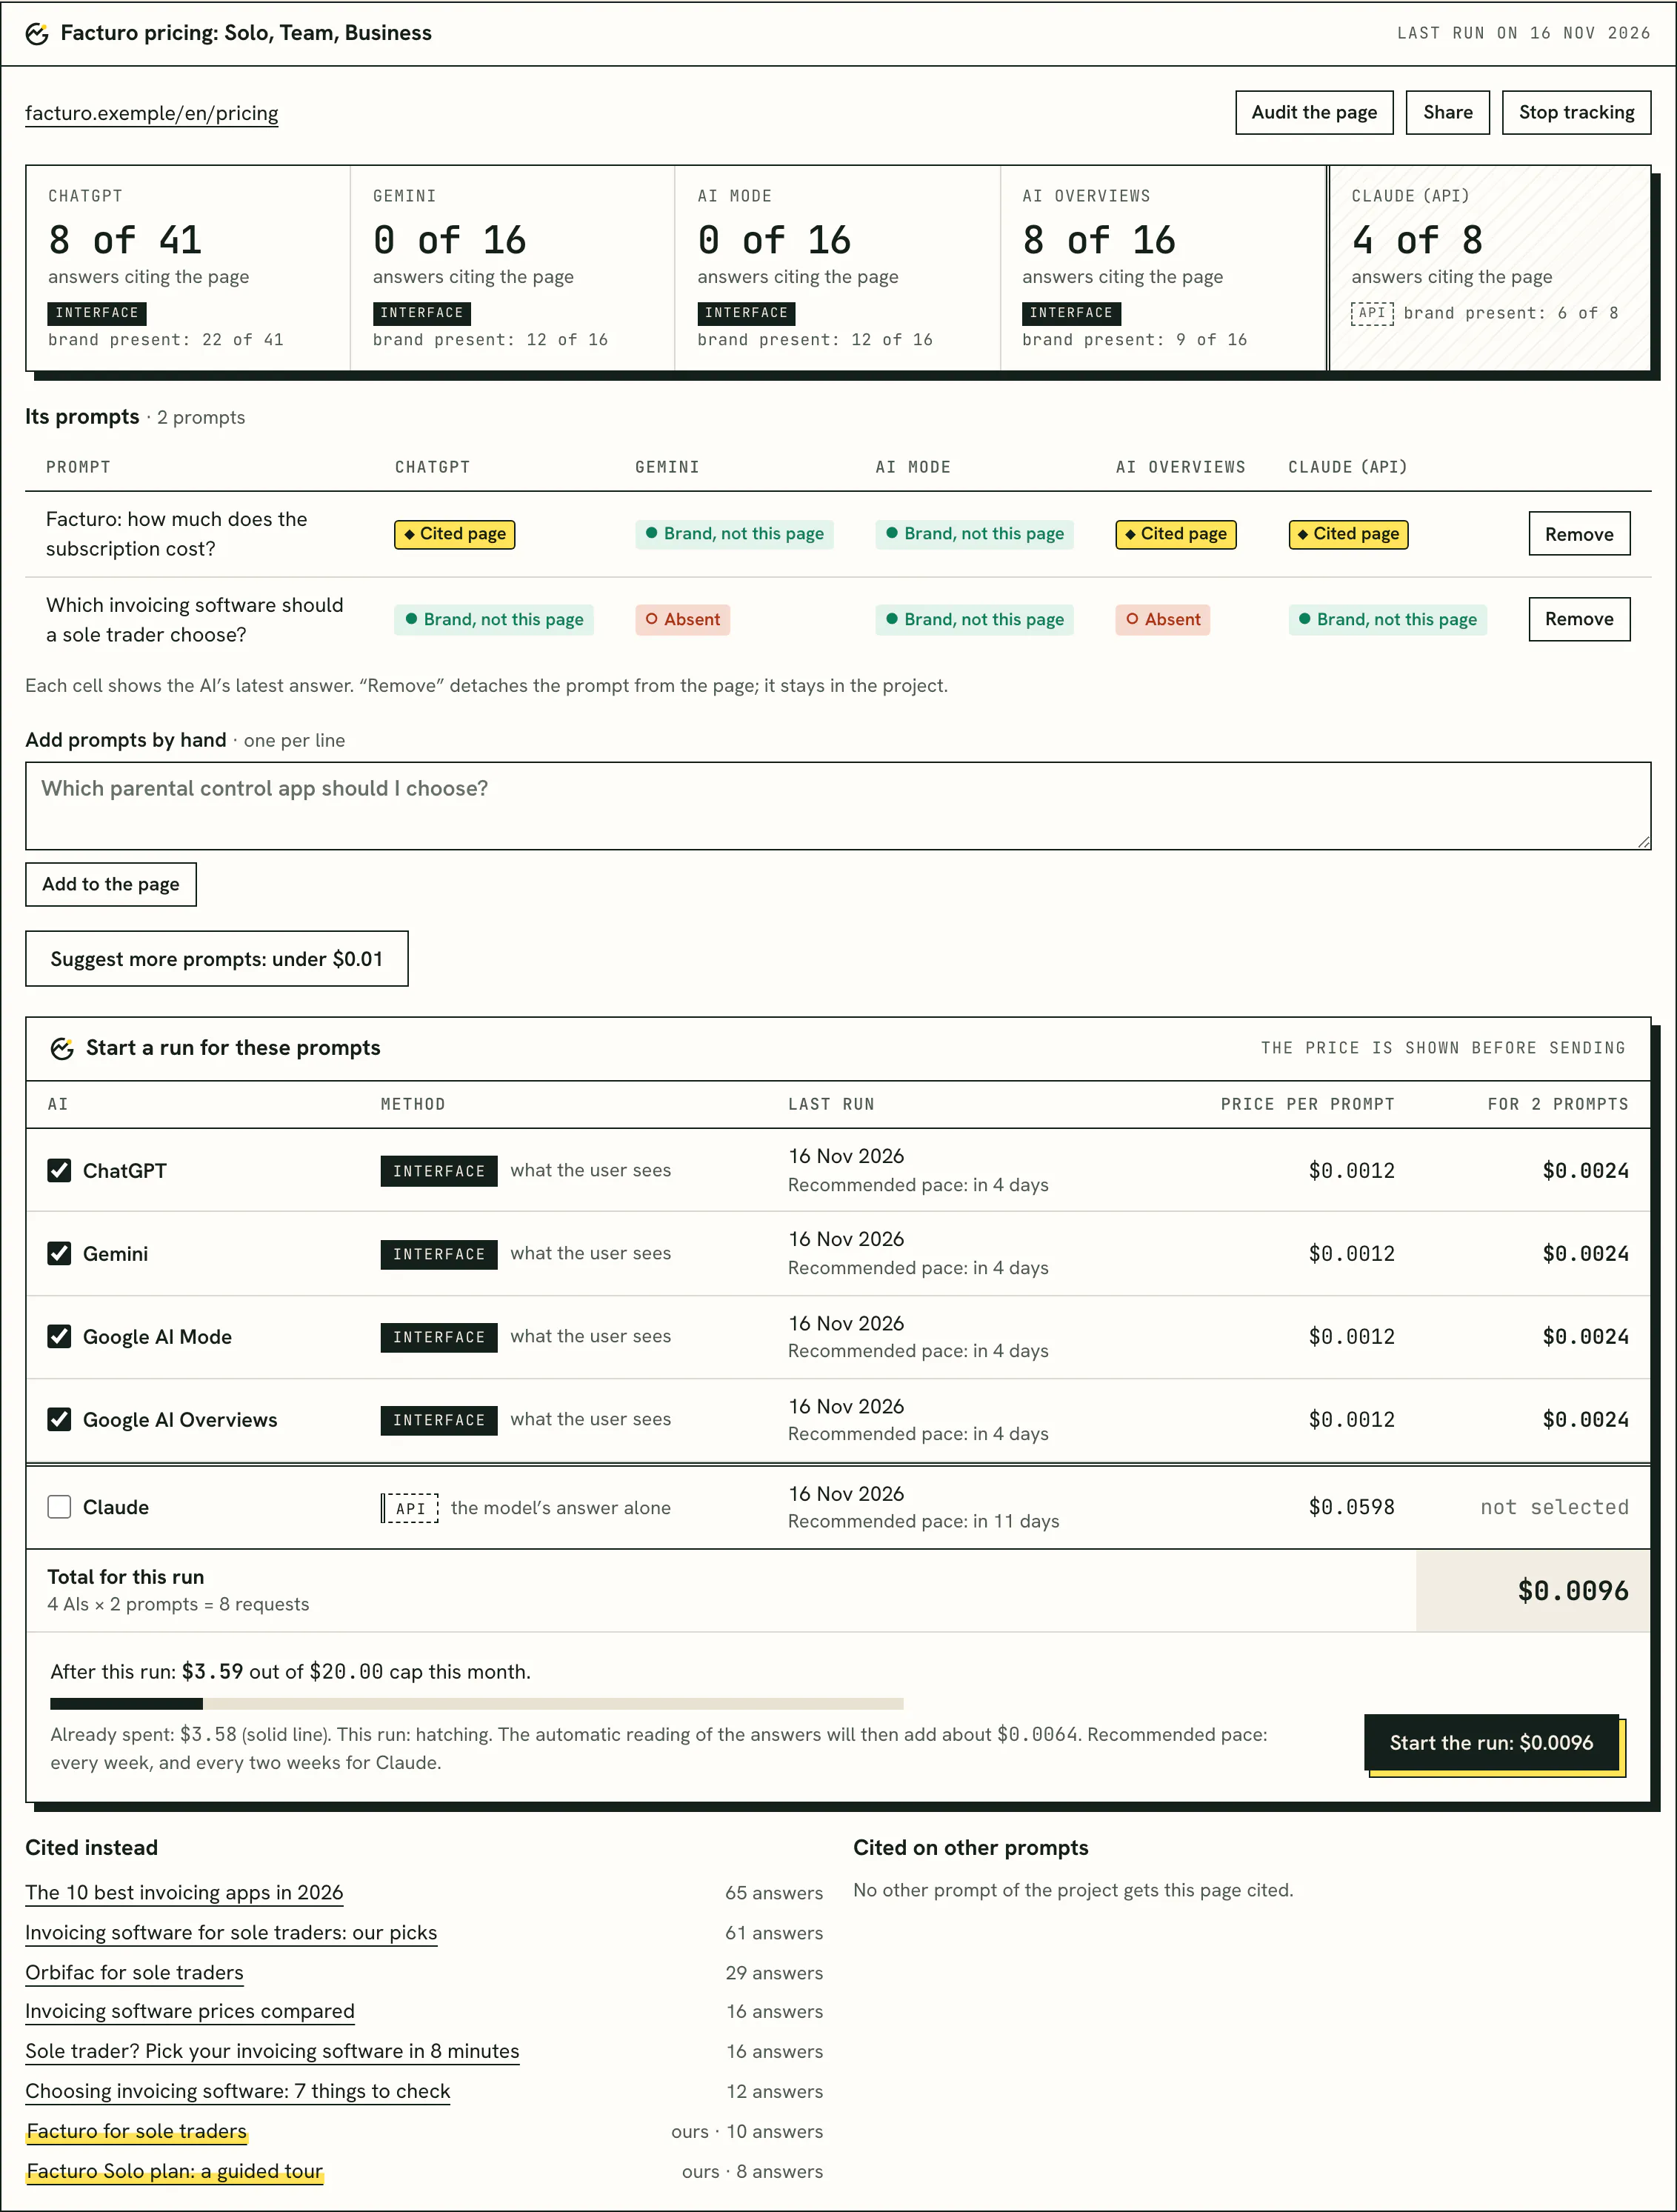 Facturo pricing: Solo, Team, Business
LAST RUN ON 16 NOV 2026
facturo.exemple/en/pricing
Audit the page
Share
Stop tracking
CHATGPT
8 of 41
answers citing the page
INTERFACE
brand present: 22 of 41
GEMINI
0 of 16
answers citing the page
INTERFACE
brand present: 12 of 16
AI MODE
0 of 16
answers citing the page
INTERFACE
brand present: 12 of 16
AI OVERVIEWS
8 of 16
answers citing the page
INTERFACE
brand present: 9 of 16
CLAUDE (API)
4 of 8
answers citing the page
API brand present: 6 of 8
Its prompts · 2 prompts
PROMPT CHATGPT GEMINI AI MODE AI OVERVIEWS CLAUDE (API)
Facturo: how much does the
subscription cost?
Cited page
Brand, not this page
Brand, not this page
Cited page
Cited page
Remove
Which invoicing software should
a sole trader choose?
Brand, not this page
Absent
Brand, not this page
Absent
Brand, not this page
Remove
Each cell shows the AI’s latest answer. “Remove” detaches the prompt from the page; it stays in the project.
Add prompts by hand · one per line
Which parental control app should I choose?
Add to the page
Suggest more prompts: under $0.01
Start a run for these prompts
THE PRICE IS SHOWN BEFORE SENDING
AI METHOD LAST RUN PRICE PER PROMPT FOR 2 PROMPTS
ChatGPT
INTERFACE what the user sees
16 Nov 2026
Recommended pace: in 4 days
$0.0012
$0.0024
Gemini
INTERFACE what the user sees
16 Nov 2026
Recommended pace: in 4 days
$0.0012
$0.0024
Google AI Mode
INTERFACE what the user sees
16 Nov 2026
Recommended pace: in 4 days
$0.0012
$0.0024
Google AI Overviews
INTERFACE what the user sees
16 Nov 2026
Recommended pace: in 4 days
$0.0012
$0.0024
Claude
API the model’s answer alone
16 Nov 2026
Recommended pace: in 11 days
$0.0598
not selected
Total for this run
4 AIs × 2 prompts = 8 requests
$0.0096
After this run: $3.59 out of $20.00 cap this month.
Already spent: $3.58 (solid line). This run: hatching. The automatic reading of the answers will then add about $0.0064. Recommended pace:
every week, and every two weeks for Claude.
Start the run: $0.0096
Cited instead
The 10 best invoicing apps in 2026 65 answers
Invoicing software for sole traders: our picks 61 answers
Orbifac for sole traders 29 answers
Invoicing software prices compared 16 answers
Sole trader? Pick your invoicing software in 8 minutes 16 answers
Choosing invoicing software: 7 things to check 12 answers
Facturo for sole traders ours · 10 answers
Facturo Solo plan: a guided tour ours · 8 answers
Cited on other prompts
No other prompt of the project gets this page cited.